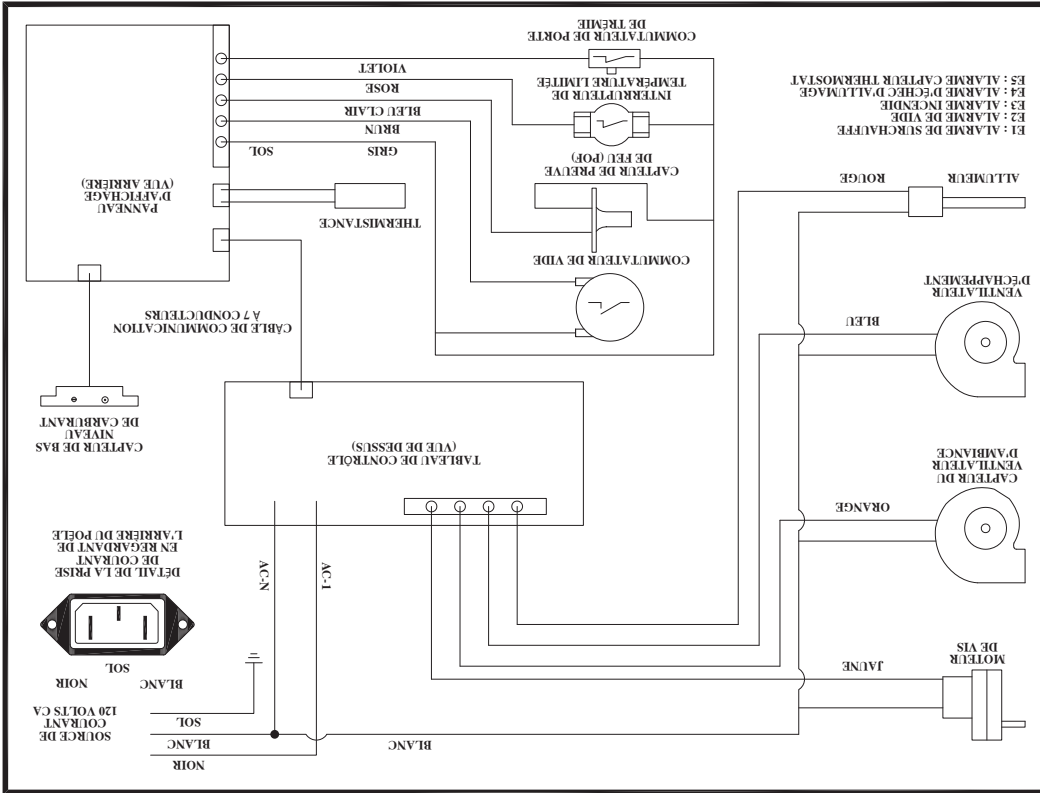 NOIR
BLANC
BLANC
SOL
SOURCE DE
COURANT
120 VOLTS CA
MOTEUR
DE VIS
JAUNE
BLANC
NOIR
SOL
AC-1
AC-N
DÉTAIL DE LA PRISE
DE COURANT
EN REGARDANT DE
L'ARRIÈRE DU POÊLE
CAPTEUR DU
VENTILATEUR
D'AMBIANCE
ORANGE
TABLEAU DE CONTRÔLE
(VUE DE DESSUS)
CAPTEUR DE BAS
NIVEAU
DE CARBURANT
VENTILATEUR
D'ÉCHAPPEMENT
BLEU
CÂBLE DE COMMUNICATION
À 7 CONDUCTEURS
COMMUTATEUR DE VIDE
THERMISTANCE
ALLUMEUR
ROUGE
PANNEAU
D'AFFICHAGE
(VUE ARRIÈRE)
CAPTEUR DE PREUVE
DE FEU (POF)
GRIS
SOL
BRUN
BLEU CLAIR
ROSE
VIOLET
E1 : ALARME DE SURCHAUFFE
E2 : ALARME DE VIDE
E3 : ALARME INCENDIE
E4 : ALARME D'ÉCHEC D'ALLUMAGE
E5 : ALARME CAPTEUR THERMOSTAT
INTERRUPTEUR DE
TEMPÉRATURE LIMITÉE
COMMUTATEUR DE PORTE
DE TRÉMIE